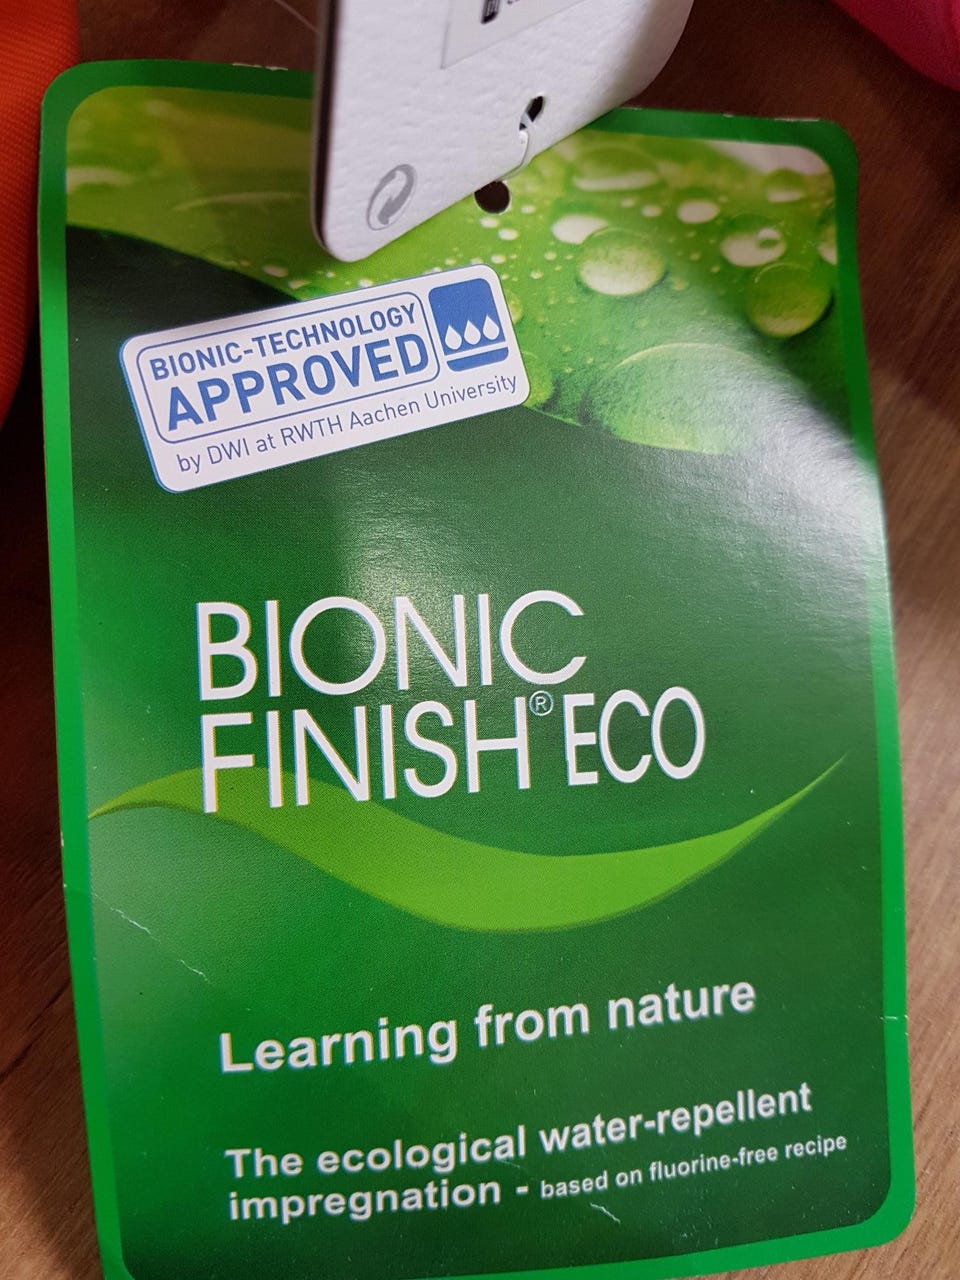 BIONIC-TECHNOLOGY
APPROVED
by DWI at RWTH Aachen University
BIONIC
FINISH® ECO
Learning from nature
The ecological water-repellent
impregnation - based on fluorine-free recipe